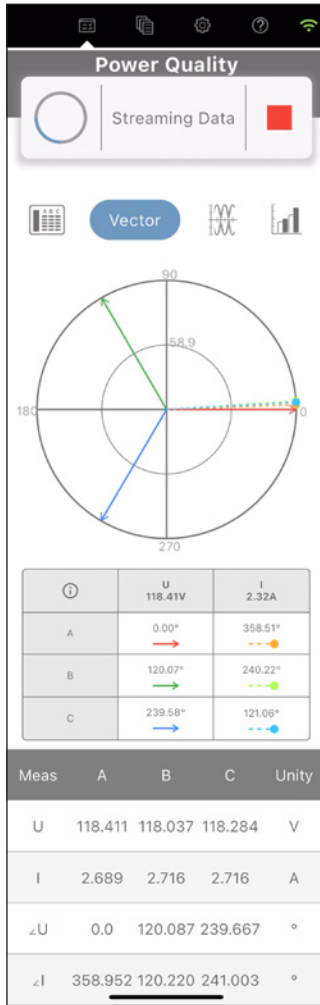 Power Quality
Streaming Data
A B C
Vector
90
58.9
180
0
270
U
118.41V
I
2.32A
A
0.00°
358.51°
B
120.07°
240.22°
C
239.58°
121.06°
Meas A B C Unity
U 118.411 118.037 118.284 V
I 2.689 2.716 2.716 A
∠U 0.0 120.087 239.667 °
∠I 358.952 120.220 241.003 °